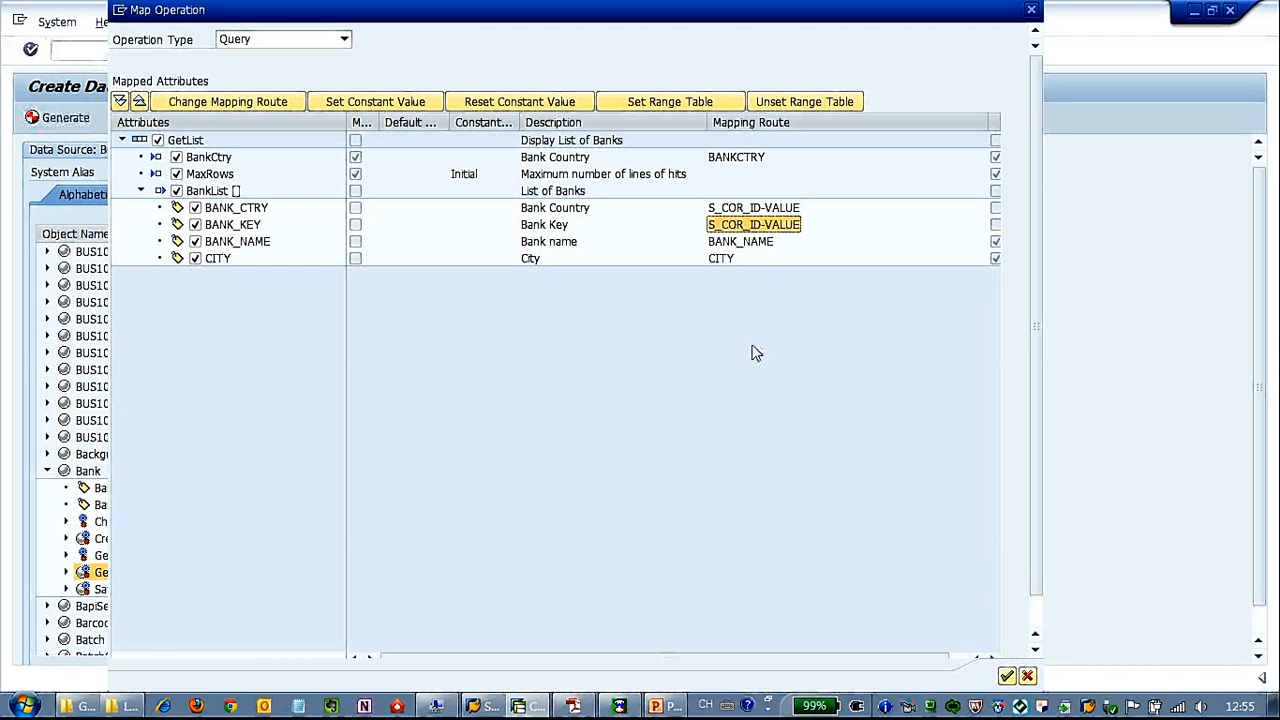 System
He
Map Operation
Operation Type
Query
Create Da
Generate
Data Source: B
System Alias
Alphabeti
Object Name
BUS10
BUS10
BUS10
BUS10
BUS10
BUS10
BUS10
BUS10
BUS10
BUS10
BUS10
BUS10
Backg
Bank
Ba
Ba
Ch
Cre
Ge
Ge
Sa
BapiSe
Barcoo
Batch
Mapped Attributes
Change Mapping Route Set Constant Value Reset Constant Value Set Range Table Unset Range Table
Attributes M... Default ... Constant... Description Mapping Route
GetList Display List of Banks
BankCtry Bank Country BANKCTRY
MaxRows Initial Maximum number of lines of hits
BankList [] List of Banks
BANK_CTRY Bank Country S_COR_ID-VALUE
BANK_KEY Bank Key S_COR_ID-VALUE
BANK_NAME Bank name BANK_NAME
CITY City CITY
G... L... S... C... P... CH 99% 12:55